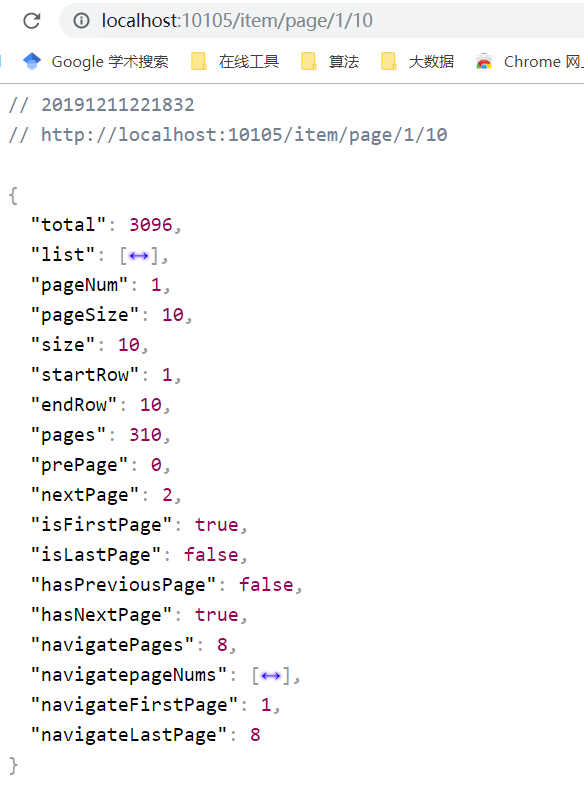 localhost:10105/item/page/1/10
Google 学术搜索 在线工具 算法 大数据 Chrome 网上
// 20191211221832
// http://localhost:10105/item/page/1/10
{
"total": 3096,
"list": [↔],
"pageNum": 1,
"pageSize": 10,
"size": 10,
"startRow": 1,
"endRow": 10,
"pages": 310,
"prePage": 0,
"nextPage": 2,
"isFirstPage": true,
"isLastPage": false,
"hasPreviousPage": false,
"hasNextPage": true,
"navigatePages": 8,
"navigatepageNums": [↔],
"navigateFirstPage": 1,
"navigateLastPage": 8
}